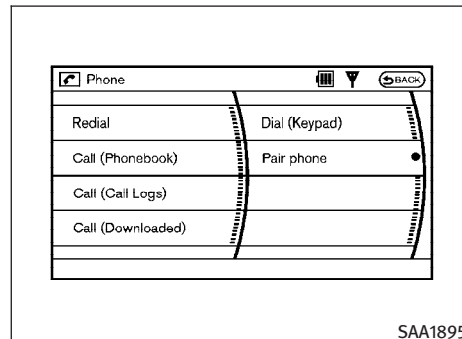 Phone
BACK
Redial
Dial (Keypad)
Call (Phonebook)
Pair phone
Call (Call Logs)
Call (Downloaded)
SAA1895